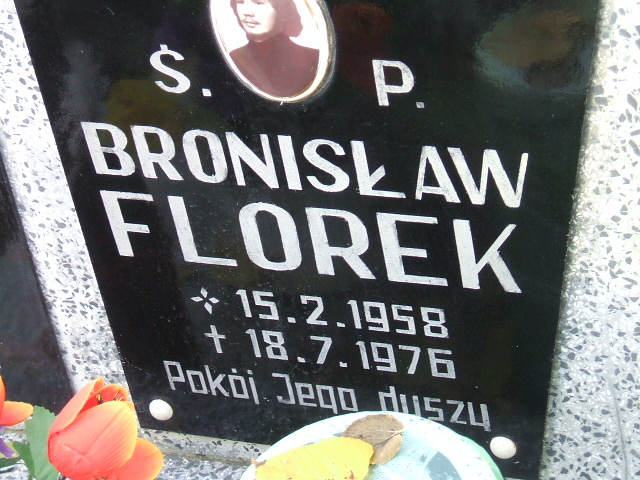 Ś. P.
BRONISŁAW
FLOREK
15.2.1958
+ 18.7.1976
Pokój Jego duszy